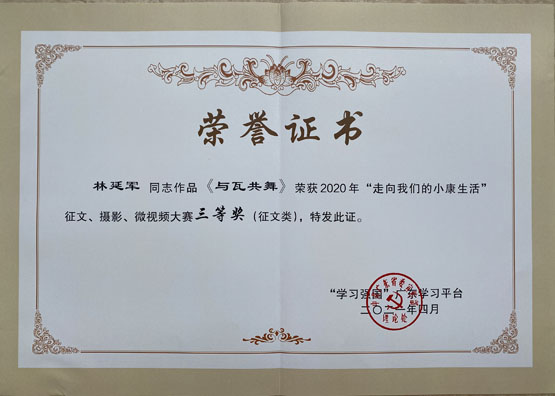 荣誉证书
林延军 同志作品《与瓦共舞》荣获2020年“走向我们的小康生活”
征文、摄影、微视频大赛三等奖（征文类），特发此证。
“学习强国”广东学习平台
二〇二 年四月